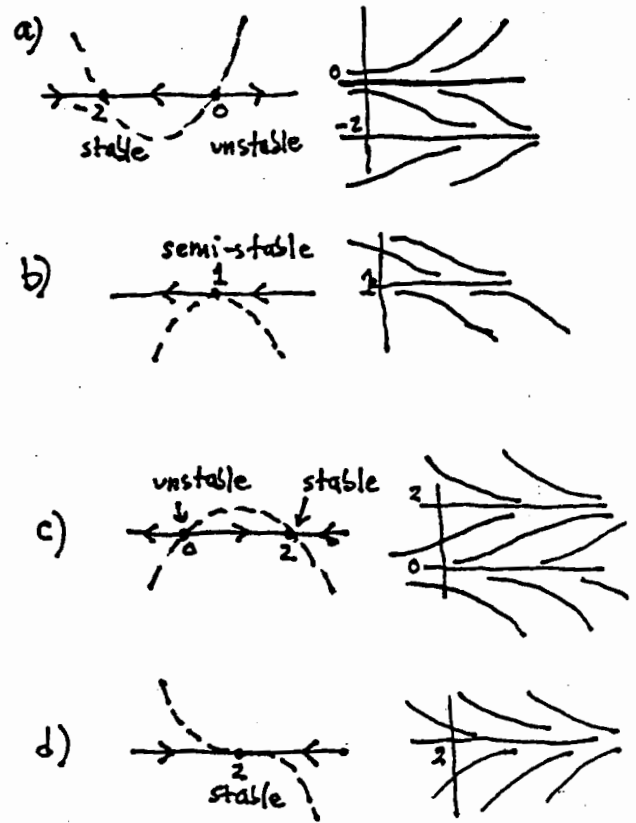 a)
-2 0
stable unstable
0
-2
b)
semi-stable
1
1
c)
unstable stable
0 2
2
0
d)
2
stable
2